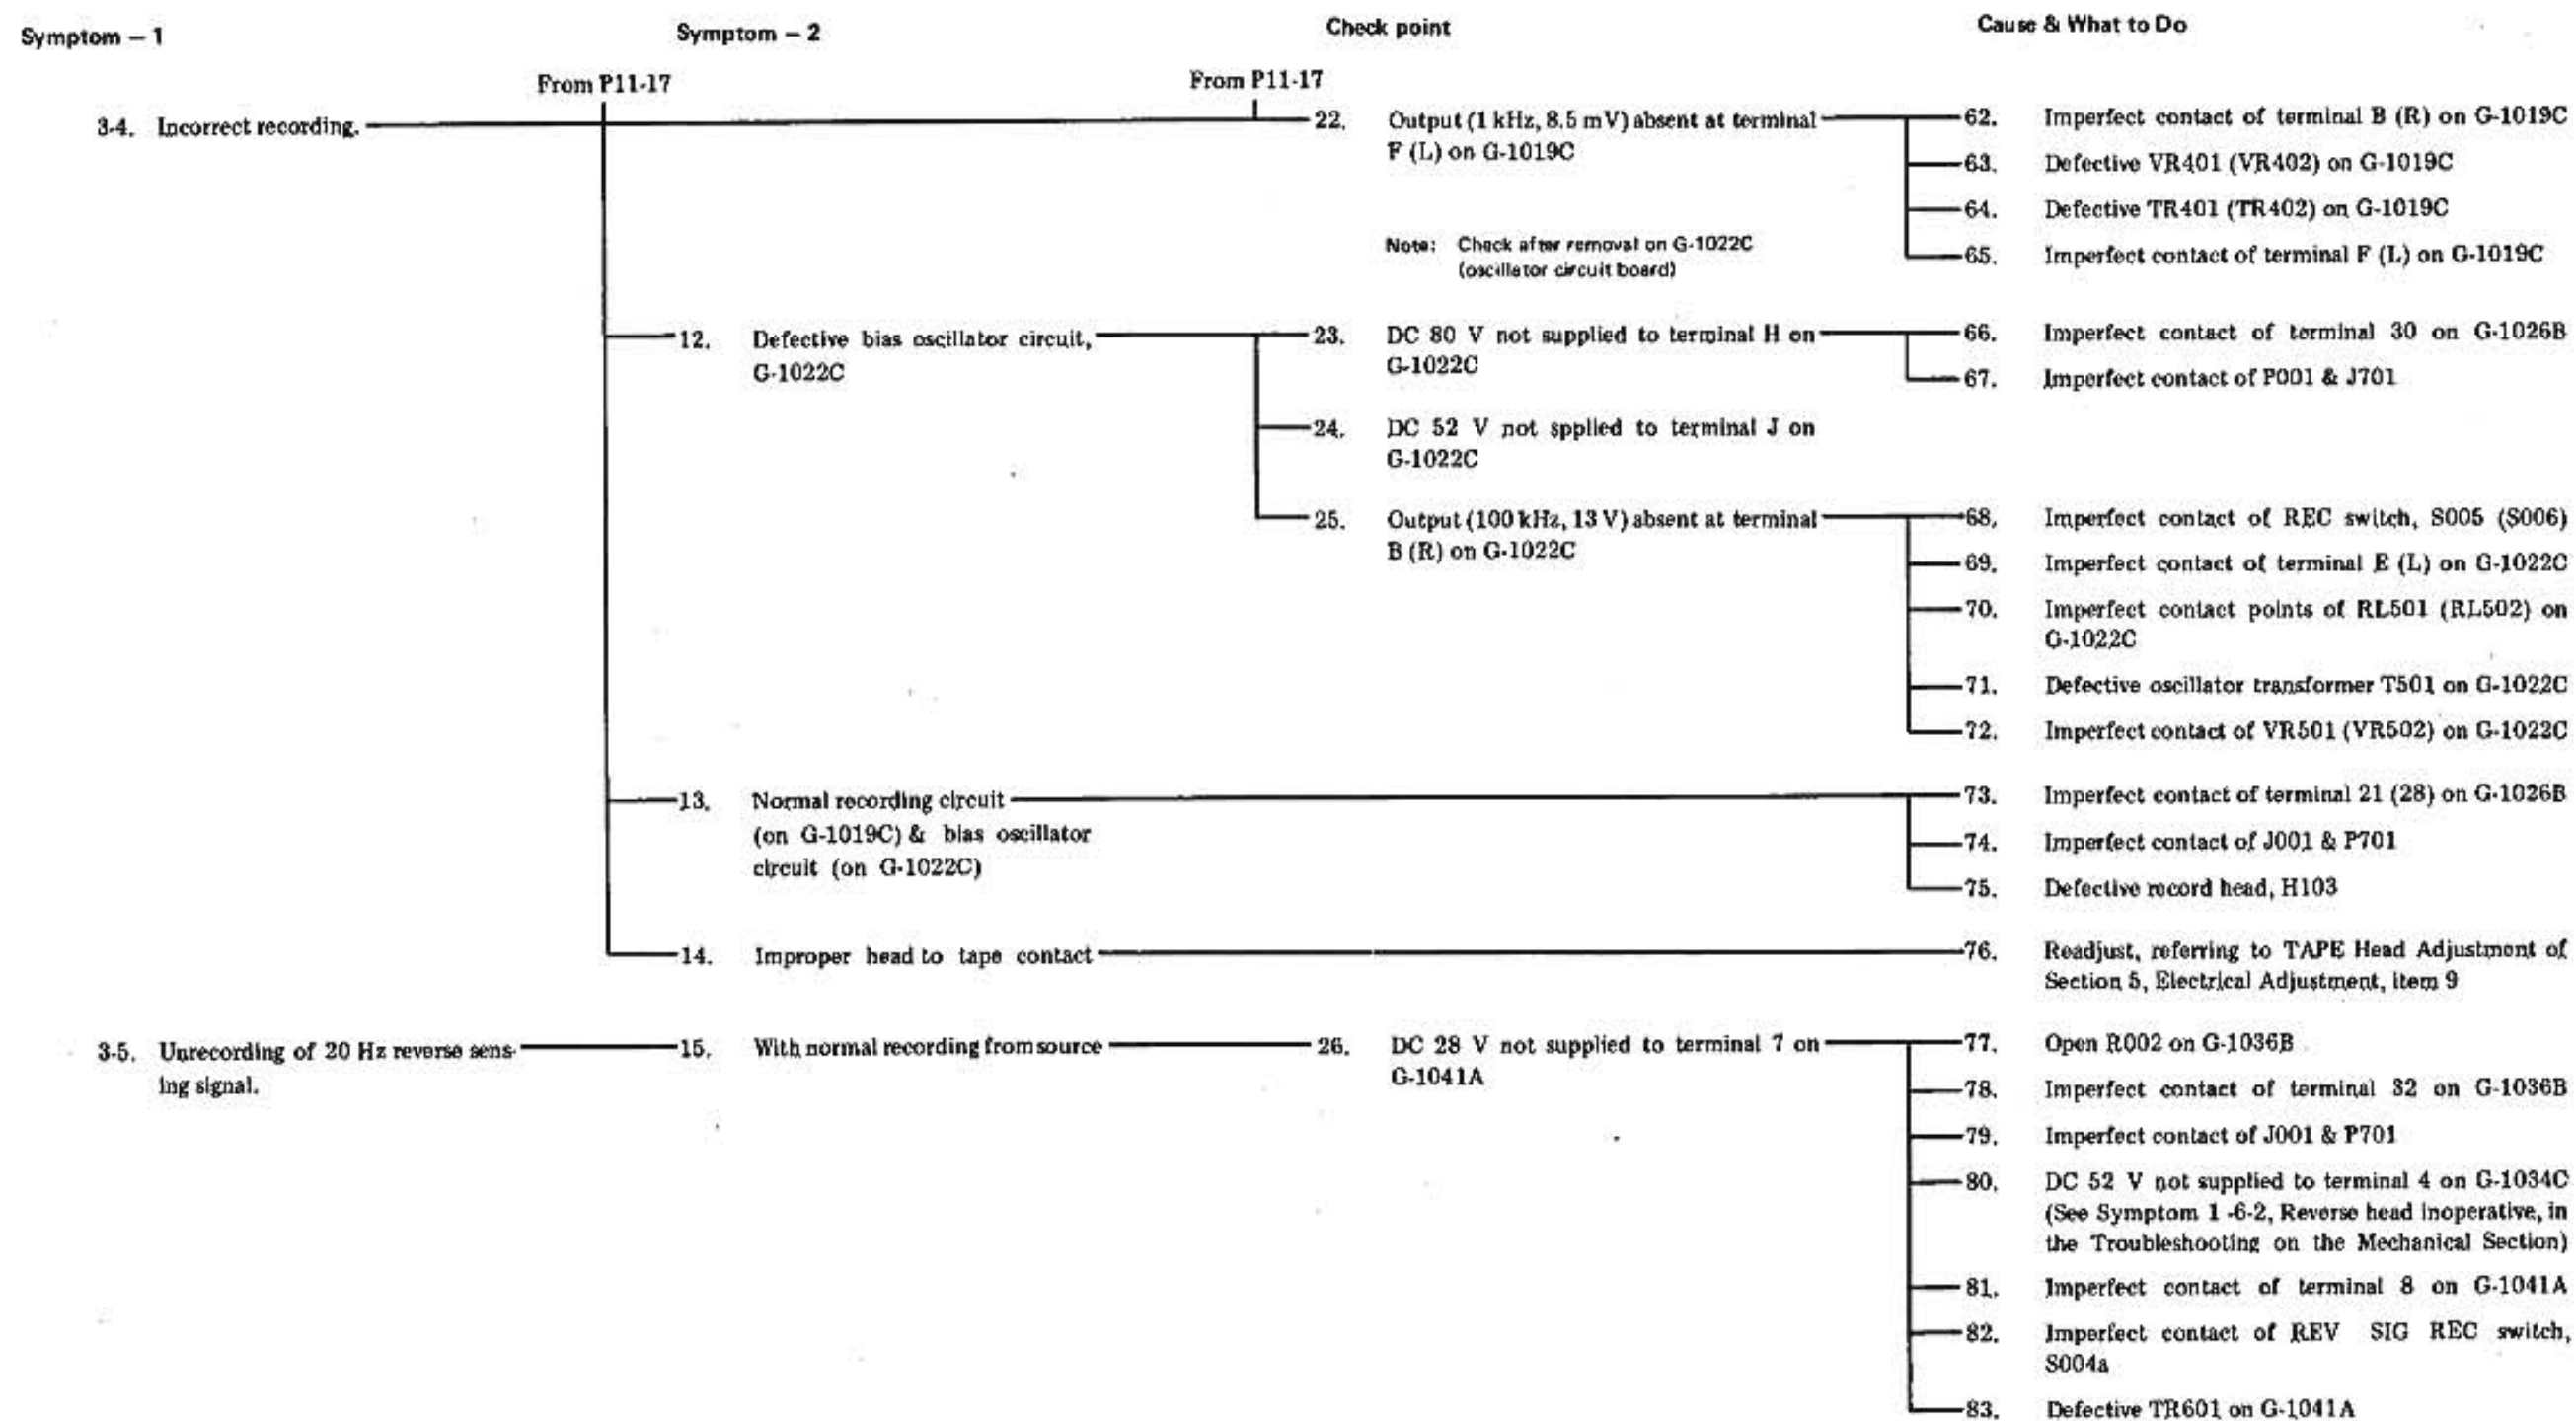 Symptom — 1
Symptom — 2
Check point
Cause & What to Do
From P11-17
From P11-17
3-4. Incorrect recording.
22. Output (1 kHz, 8.5 mV) absent at terminal
F (L) on G-1019C
Note: Check after removal on G-1022C
(oscillator circuit board)
62. Imperfect contact of terminal B (R) on G-1019C
63. Defective VR401 (VR402) on G-1019C
64. Defective TR401 (TR402) on G-1019C
65. Imperfect contact of terminal F (L) on G-1019C
12. Defective bias oscillator circuit,
G-1022C
23. DC 80 V not supplied to terminal H on
G-1022C
66. Imperfect contact of terminal 30 on G-1026B
67. Imperfect contact of P001 & J701
24. DC 52 V not spplied to terminal J on
G-1022C
25. Output (100 kHz, 13 V) absent at terminal
B (R) on G-1022C
68. Imperfect contact of REC switch, S005 (S006)
69. Imperfect contact of terminal E (L) on G-1022C
70. Imperfect contact points of RL501 (RL502) on
G-1022C
71. Defective oscillator transformer T501 on G-1022C
72. Imperfect contact of VR501 (VR502) on G-1022C
13. Normal recording circuit
(on G-1019C) & bias oscillator
circuit (on G-1022C)
73. Imperfect contact of terminal 21 (28) on G-1026B
74. Imperfect contact of J001 & P701
75. Defective record head, H103
14. Improper head to tape contact
76. Readjust, referring to TAPE Head Adjustment of
Section 5, Electrical Adjustment, item 9
3-5. Unrecording of 20 Hz reverse sens-
ing signal.
15. With normal recording from source
26. DC 28 V not supplied to terminal 7 on
G-1041A
77. Open R002 on G-1036B
78. Imperfect contact of terminal 32 on G-1036B
79. Imperfect contact of J001 & P701
80. DC 52 V not supplied to terminal 4 on G-1034C
(See Symptom 1 -6-2, Reverse head inoperative, in
the Troubleshooting on the Mechanical Section)
81. Imperfect contact of terminal 8 on G-1041A
82. Imperfect contact of REV SIG REC switch,
S004a
83. Defective TR601 on G-1041A